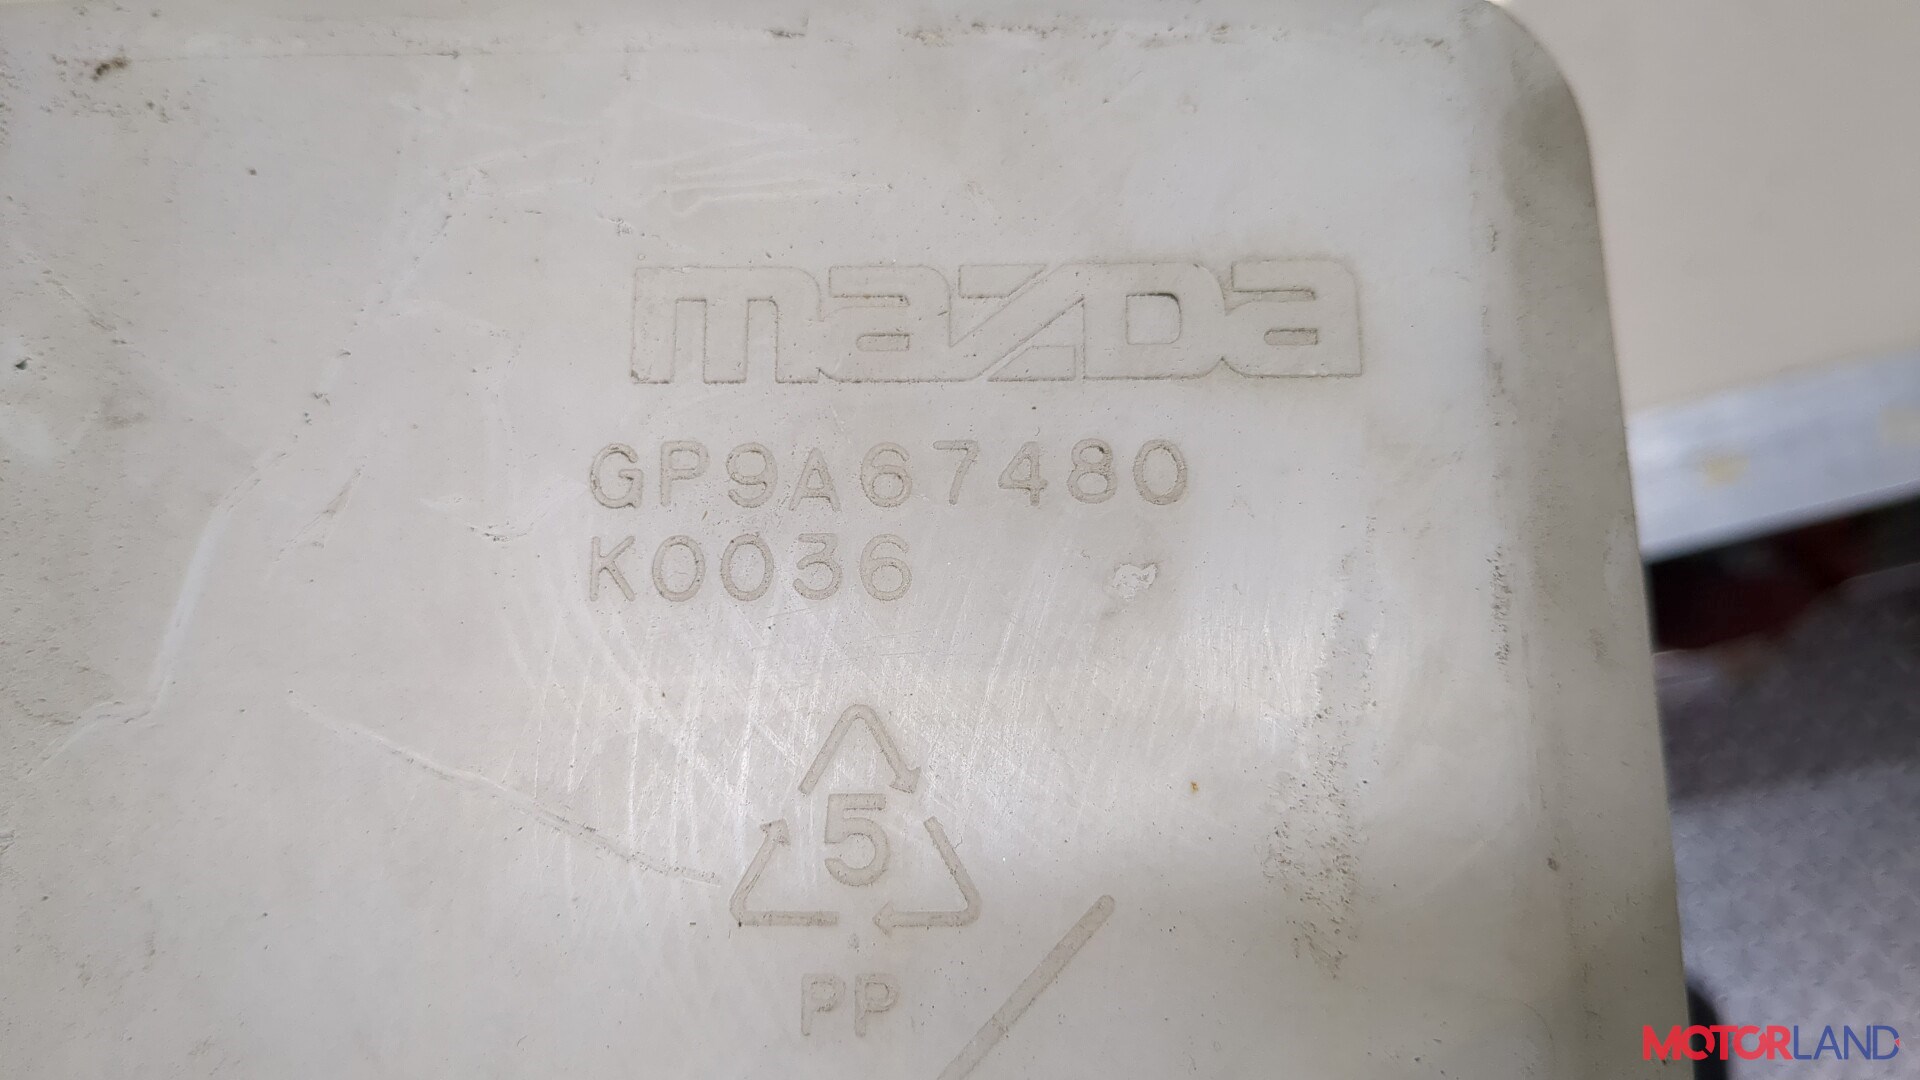 mazda
GP9A67480
K0036
5
PP
MOTORLAND